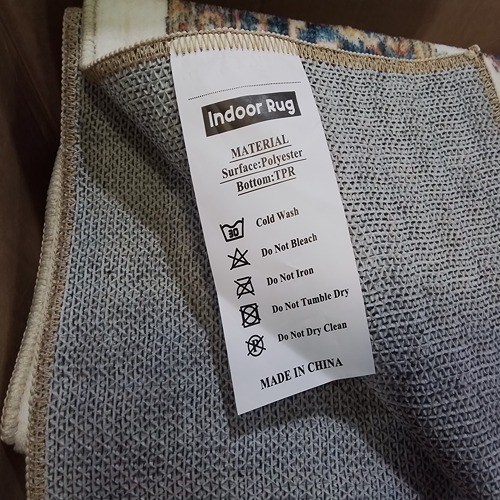 Indoor Rug
MATERIAL
Surface:Polyester
Bottom:TPR
30 Cold Wash
Do Not Bleach
Do Not Iron
Do Not Tumble Dry
P Do Not Dry Clean
MADE IN CHINA